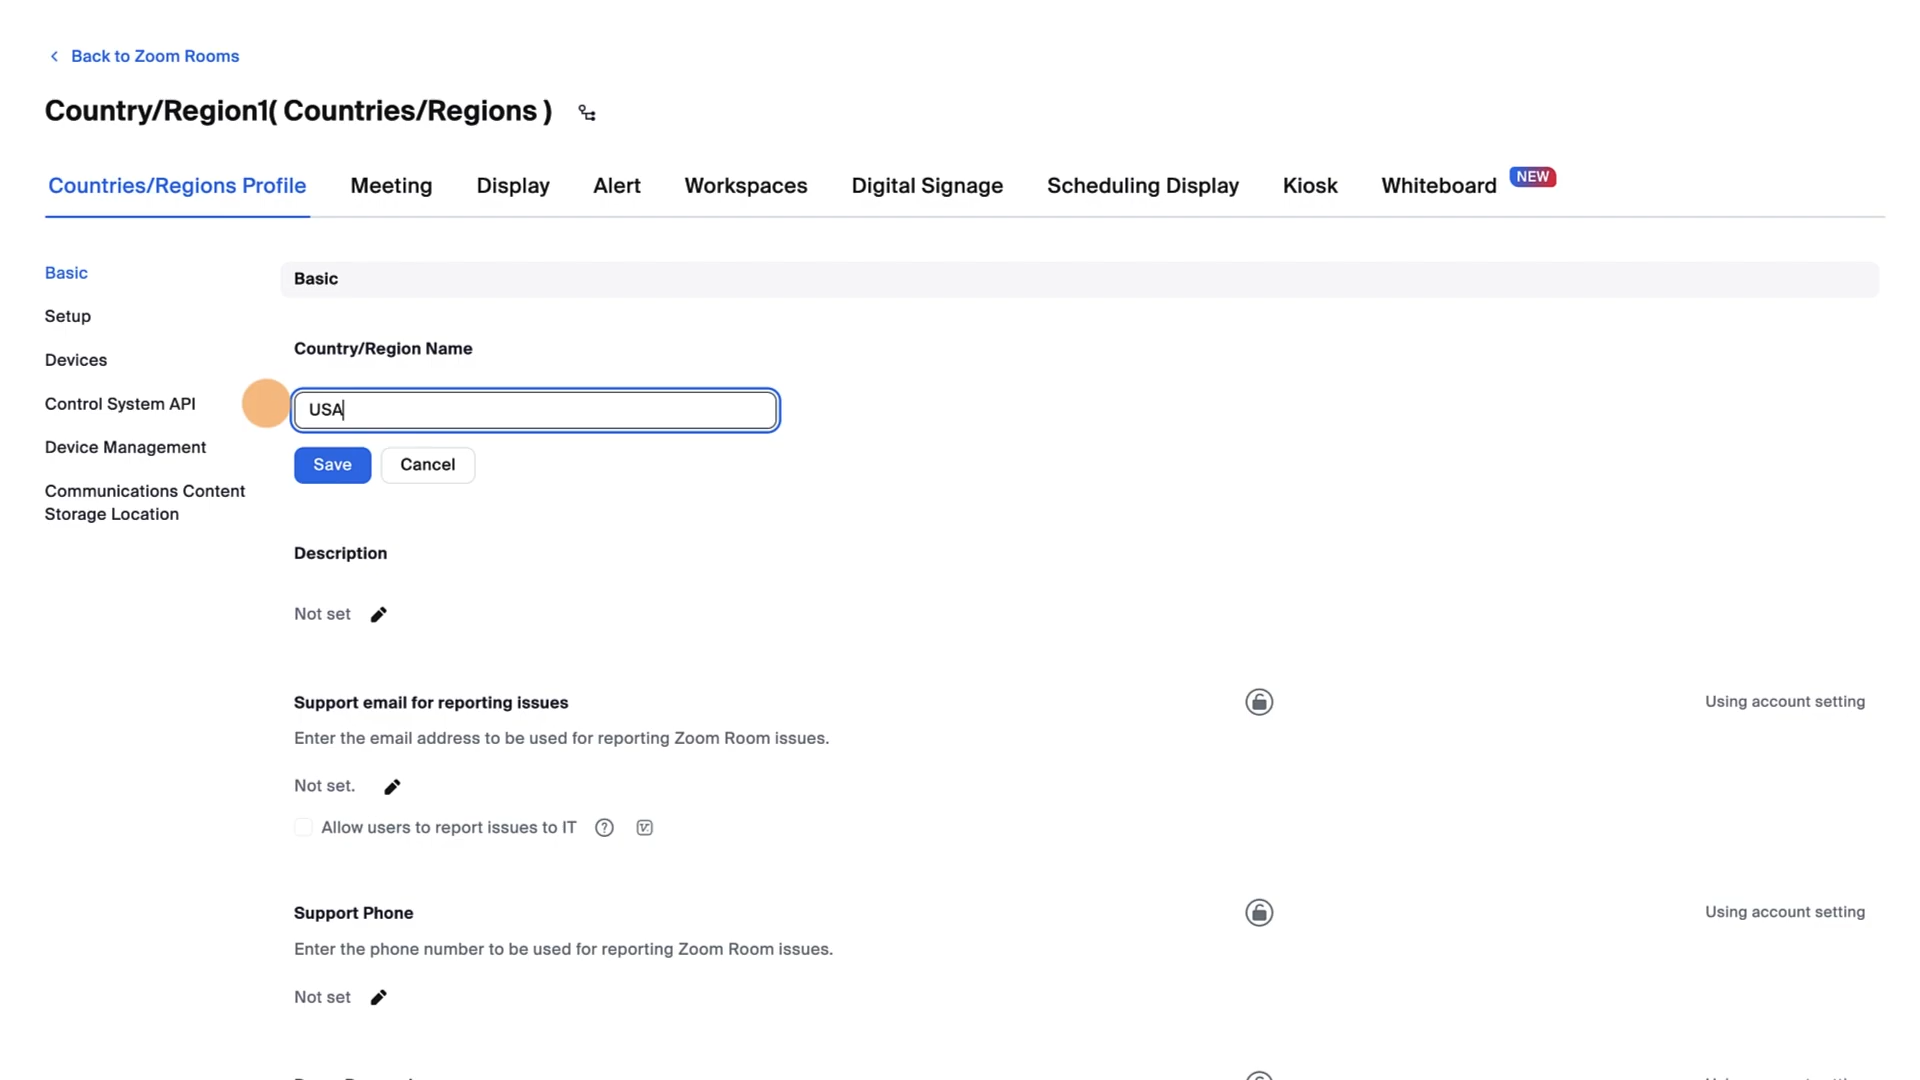 Back to Zoom Rooms
Country/Region1( Countries/Regions )
Countries/Regions Profile
Meeting
Display
Alert
Workspaces
Digital Signage
Scheduling Display
Kiosk
Whiteboard
NEW
Basic
Setup
Devices
Control System API
Device Management
Communications Content
Storage Location
Basic
Country/Region Name
USA
Save
Cancel
Description
Not set
Support email for reporting issues
Using account setting
Enter the email address to be used for reporting Zoom Room issues.
Not set.
Allow users to report issues to IT
Support Phone
Using account setting
Enter the phone number to be used for reporting Zoom Room issues.
Not set